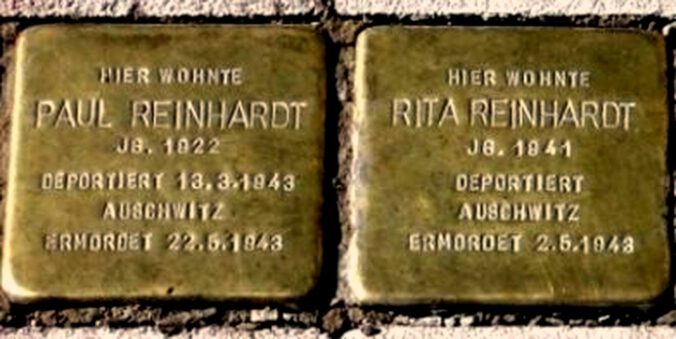 HIER WOHNTE
PAUL REINHARDT
JG. 1922
DEPORTIERT 13.3.1943
AUSCHWITZ
ERMORDET 22.5.1943
HIER WOHNTE
RITA REINHARDT
JG. 1941
DEPORTIERT
AUSCHWITZ
ERMORDET 2.5.1943